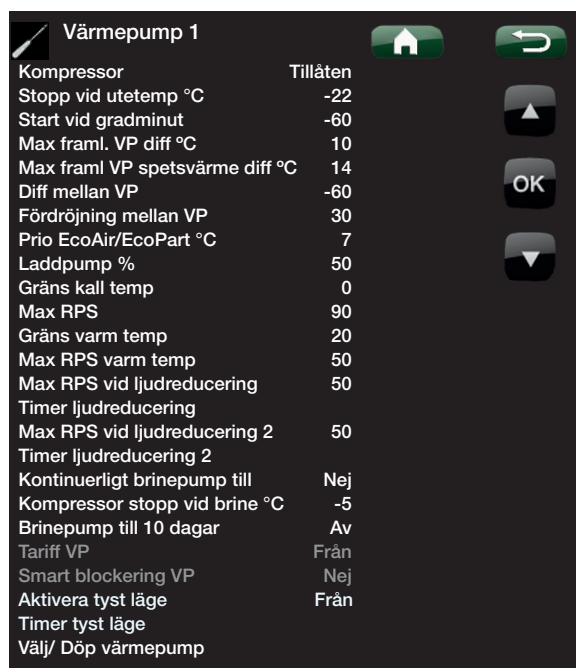 Värmepump 1
Kompressor Tillåten
Stopp vid utetemp °C -22
Start vid gradminut -60
Max framl. VP diff ºC 10
Max framl VP spetsvärme diff ºC 14
Diff mellan VP -60
Fördröjning mellan VP 30
Prio EcoAir/EcoPart °C 7
Laddpump % 50
Gräns kall temp 0
Max RPS 90
Gräns varm temp 20
Max RPS varm temp 50
Max RPS vid ljudreducering 50
Timer ljudreducering
Max RPS vid ljudreducering 2 50
Timer ljudreducering 2
Kontinuerligt brinepump till Nej
Kompressor stopp vid brine °C -5
Brinepump till 10 dagar Av
Tariff VP Från
Smart blockering VP Nej
Aktivera tyst läge Från
Timer tyst läge
Välj/ Döp värmepump
OK